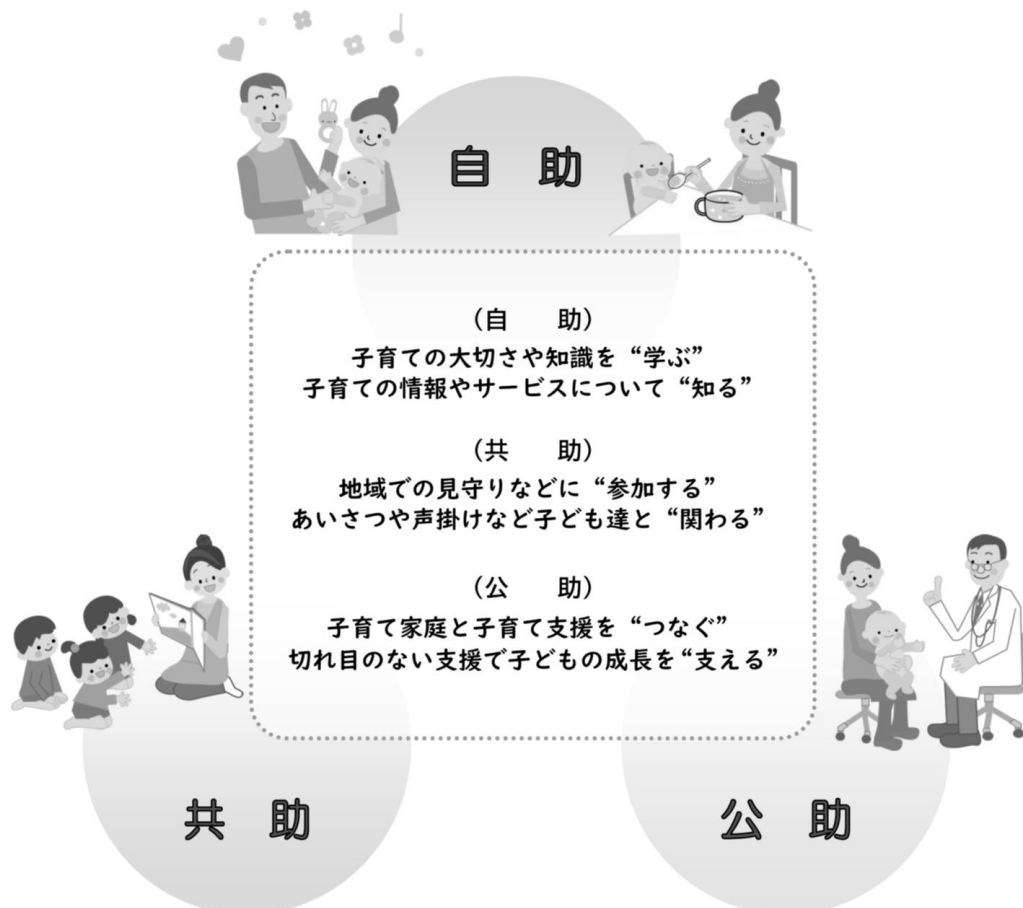 自　助
（自　　助）
子育ての大切さや知識を“学ぶ”
子育ての情報やサービスについて“知る”
（共　　助）
地域での見守りなどに“参加する”
あいさつや声掛けなど子ども達と“関わる”
（公　　助）
子育て家庭と子育て支援を“つなぐ”
切れ目のない支援で子どもの成長を“支える”
共　助
公　助